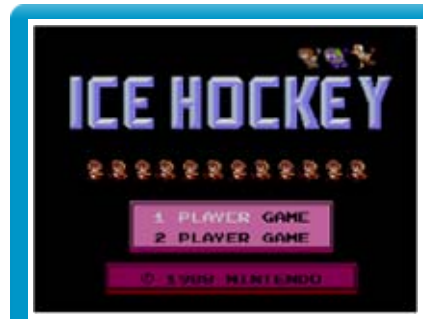 ICE HOCKEY
1 PLAYER GAME
2 PLAYER GAME
© 1988 NINTENDO